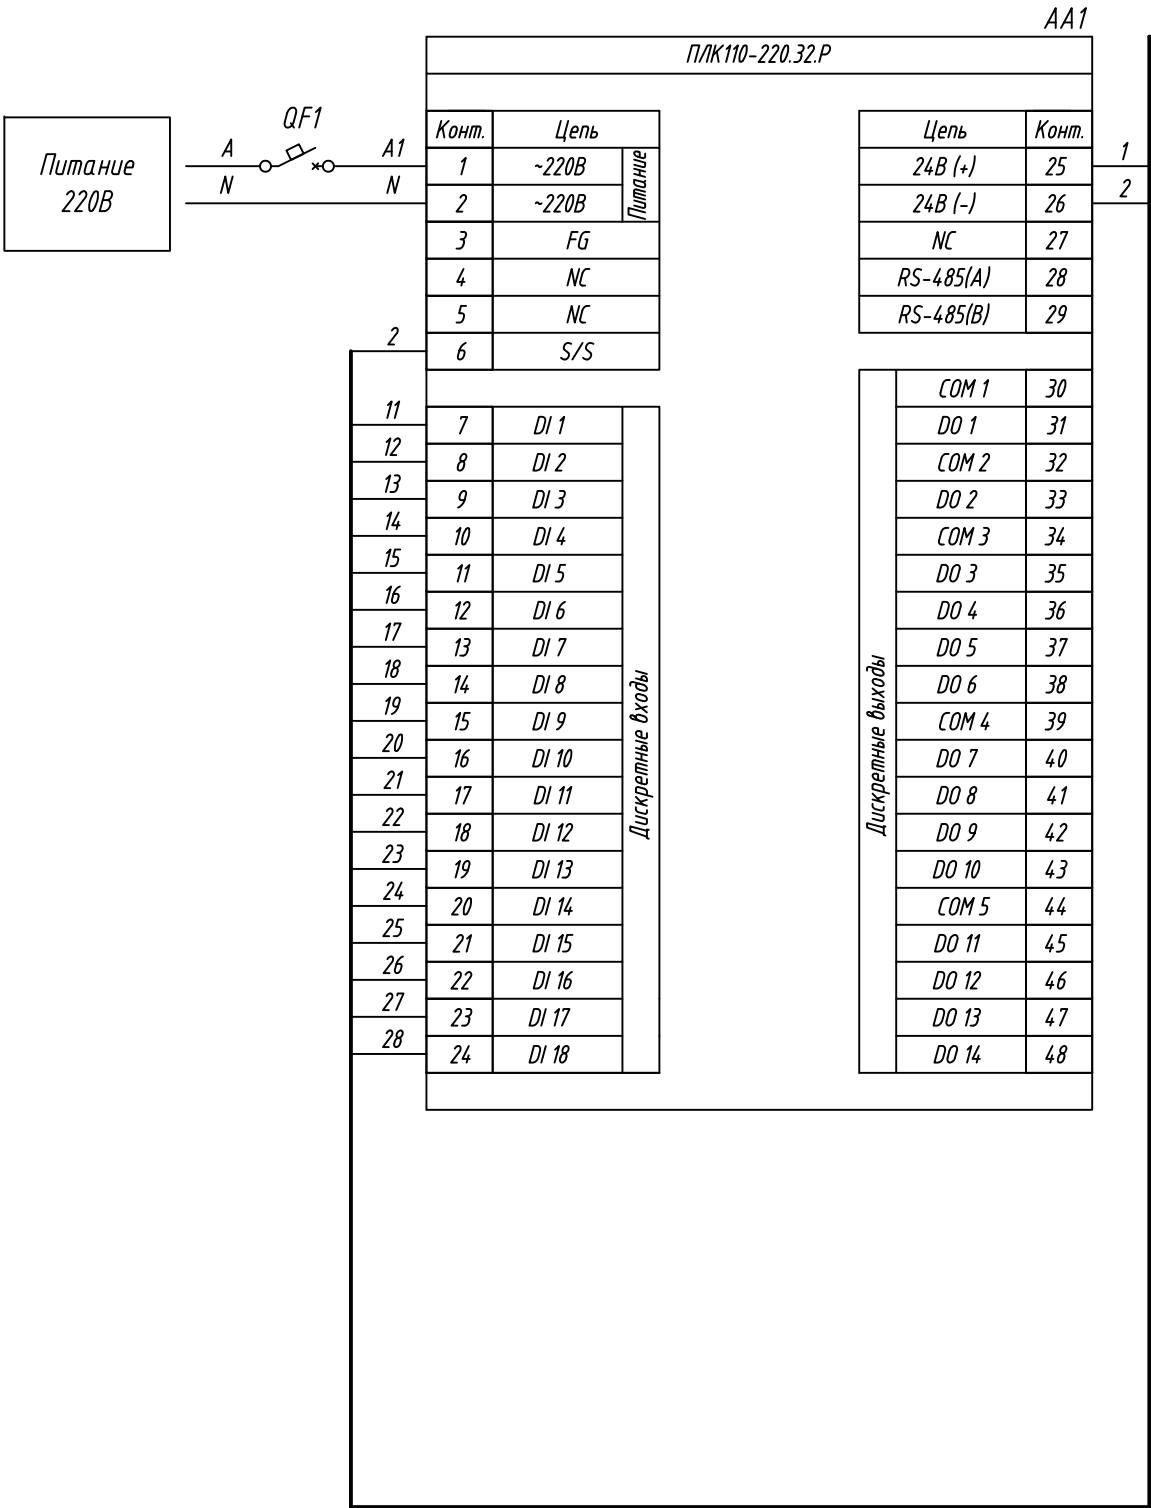 AA1
ПЛК110-220.32.Р
QF1
Питание
220В
A
A1
N
N
Конт. Цепь
1 ~220В
2 ~220В
Питание
3 FG
4 NC
5 NC
2
6 S/S
Цепь Конт.
24В (+) 25
1
24В (-) 26
2
NC 27
RS-485(A) 28
RS-485(B) 29
11
7 DI 1
12
8 DI 2
13
9 DI 3
14
10 DI 4
15
11 DI 5
16
12 DI 6
17
13 DI 7
18
14 DI 8
19
15 DI 9
20
16 DI 10
21
17 DI 11
22
18 DI 12
23
19 DI 13
24
20 DI 14
25
21 DI 15
26
22 DI 16
27
23 DI 17
28
24 DI 18
Дискретные входы
Дискретные выходы
COM 1 30
DO 1 31
COM 2 32
DO 2 33
COM 3 34
DO 3 35
DO 4 36
DO 5 37
DO 6 38
COM 4 39
DO 7 40
DO 8 41
DO 9 42
DO 10 43
COM 5 44
DO 11 45
DO 12 46
DO 13 47
DO 14 48